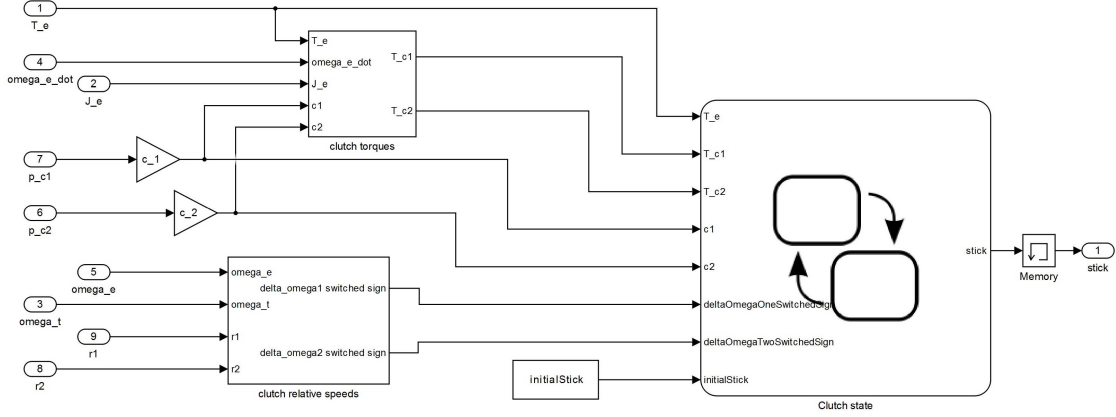 1
T_e
4
omega_e_dot
2
J_e
7
p_c1
6
p_c2
c_1
c_2
T_e
omega_e_dot
J_e
c1
c2
T_c1
T_c2
clutch torques
5
omega_e
3
omega_t
9
r1
8
r2
omega_e
omega_t
r1
r2
delta_omega1 switched sign
delta_omega2 switched sign
clutch relative speeds
initialStick
T_e
T_c1
T_c2
c1
c2
deltaOmegaOneSwitchedSign
deltaOmegaTwoSwitchedSign
initialStick
stick
Clutch state
Memory
1
stick